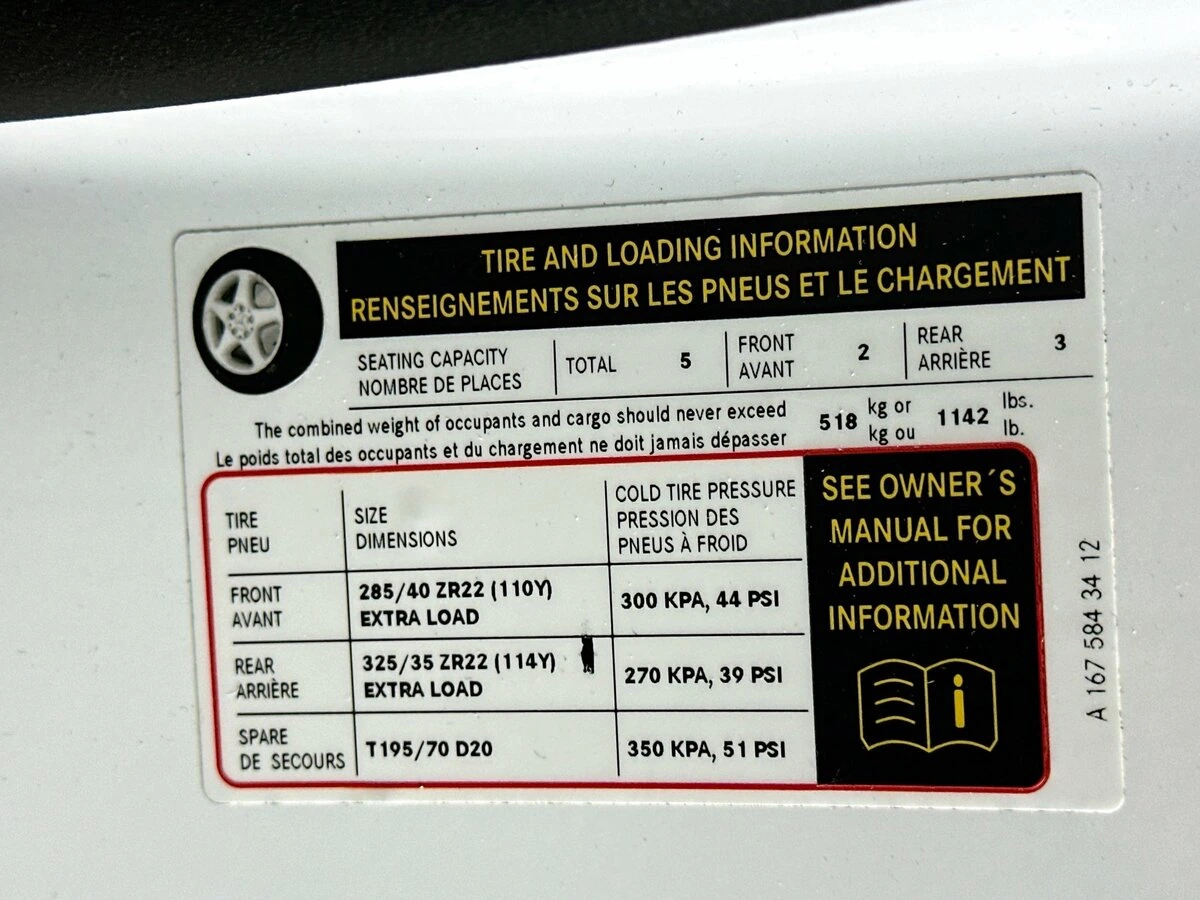 TIRE AND LOADING INFORMATION
RENSEIGNEMENTS SUR LES PNEUS ET LE CHARGEMENT
SEATING CAPACITY
NOMBRE DE PLACES
TOTAL 5
FRONT
AVANT
2
REAR
ARRIÈRE
3
The combined weight of occupants and cargo should never exceed
Le poids total des occupants et du chargement ne doit jamais dépasser
518
kg or
kg ou
1142
lbs.
lb.
TIRE
PNEU
SIZE
DIMENSIONS
COLD TIRE PRESSURE
PRESSION DES
PNEUS À FROID
FRONT
AVANT
285/40 ZR22 (110Y)
EXTRA LOAD
300 KPA, 44 PSI
REAR
ARRIÈRE
325/35 ZR22 (114Y)
EXTRA LOAD
270 KPA, 39 PSI
SPARE
DE SECOURS
T195/70 D20
350 KPA, 51 PSI
SEE OWNER´S
MANUAL FOR
ADDITIONAL
INFORMATION
A 167 584 34 12